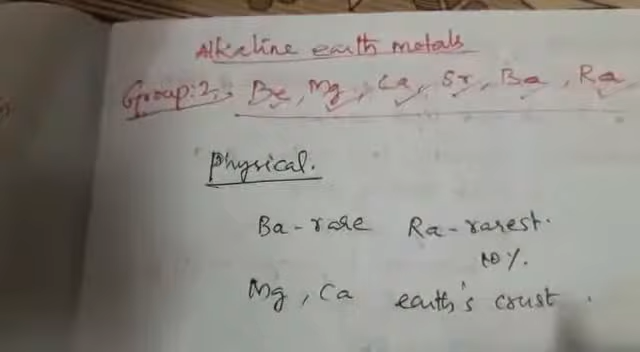 Alkaline earth metals
Group:2: Be, Mg, Ca, Sr, Ba, Ra
Physical.
Ba - rare Ra - rarest.
10%.
Mg, Ca earth's crust